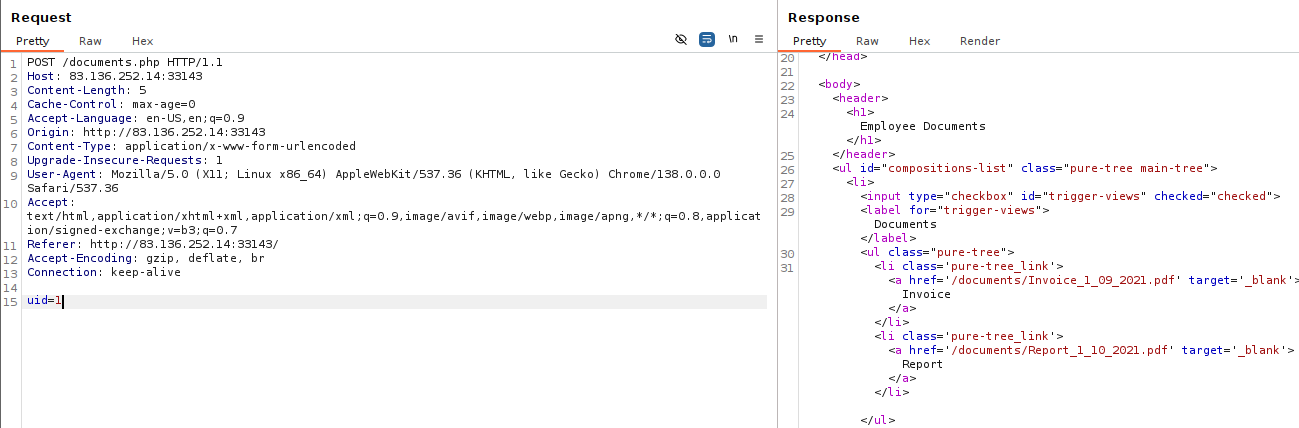 Request
Pretty Raw Hex \n
1 POST /documents.php HTTP/1.1
2 Host: 83.136.252.14:33143
3 Content-Length: 5
4 Cache-Control: max-age=0
5 Accept-Language: en-US,en;q=0.9
6 Origin: http://83.136.252.14:33143
7 Content-Type: application/x-www-form-urlencoded
8 Upgrade-Insecure-Requests: 1
9 User-Agent: Mozilla/5.0 (X11; Linux x86_64) AppleWebKit/537.36 (KHTML, like Gecko) Chrome/138.0.0.0
Safari/537.36
10 Accept:
text/html,application/xhtml+xml,application/xml;q=0.9,image/avif,image/webp,image/apng,*/*;q=0.8,applicat
ion/signed-exchange;v=b3;q=0.7
11 Referer: http://83.136.252.14:33143/
12 Accept-Encoding: gzip, deflate, br
13 Connection: keep-alive
14
15 uid=1
Response
Pretty Raw Hex Render
20 </head>
21
22 <body>
23 <header>
24 <h1>
Employee Documents
</h1>
25 </header>
26 <ul id="compositions-list" class="pure-tree main-tree">
27 <li>
28 <input type="checkbox" id="trigger-views" checked="checked">
29 <label for="trigger-views">
Documents
</label>
30 <ul class="pure-tree">
31 <li class='pure-tree_link'>
<a href='/documents/Invoice_1_09_2021.pdf' target='_blank'>
Invoice
</a>
</li>
<li class='pure-tree_link'>
<a href='/documents/Report_1_10_2021.pdf' target='_blank'>
Report
</a>
</li>
</ul>